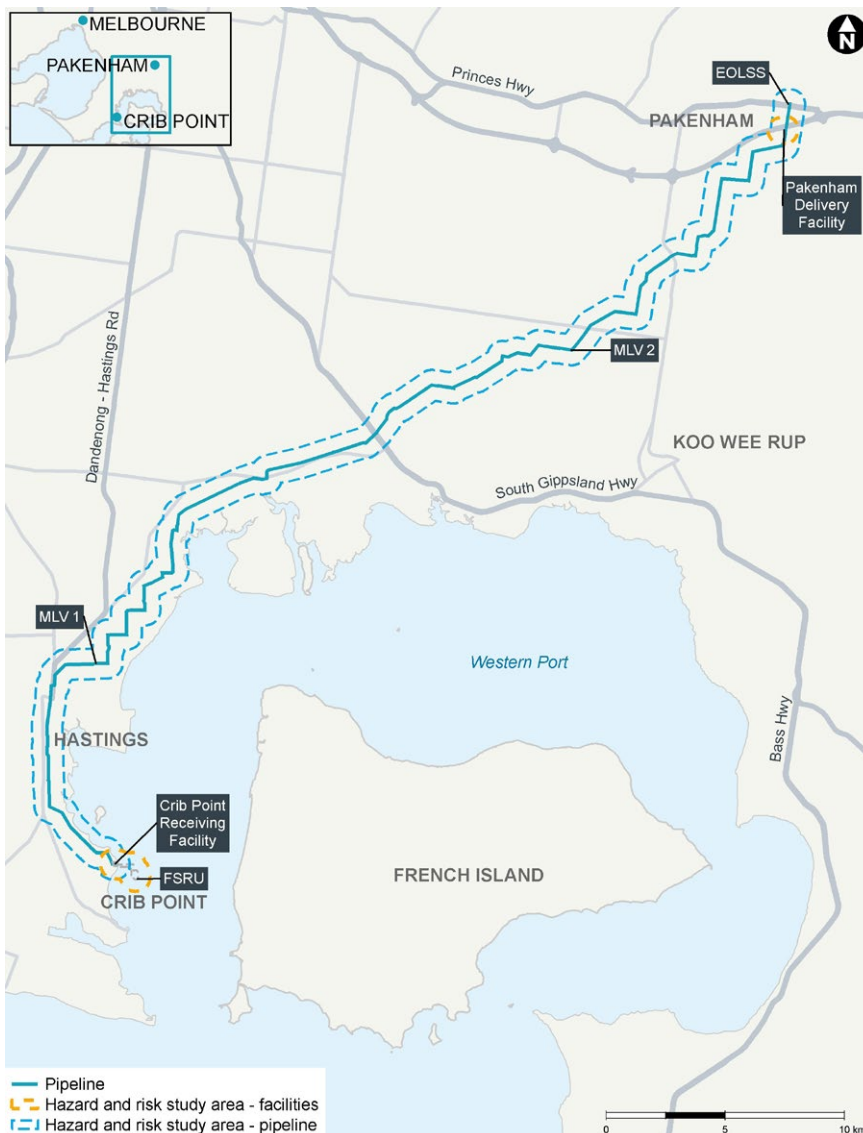 MELBOURNE
PAKENHAM
CRIB POINT
N
Princes Hwy
EOLSS
PAKENHAM
Pakenham
Delivery
Facility
MLV 2
Dandenong - Hastings Rd
KOO WEE RUP
South Gippsland Hwy
MLV 1
Western Port
Bass Hwy
HASTINGS
Crib Point
Receiving
Facility
FSRU
FRENCH ISLAND
CRIB POINT
Pipeline
Hazard and risk study area - facilities
Hazard and risk study area - pipeline
0 5 10 km